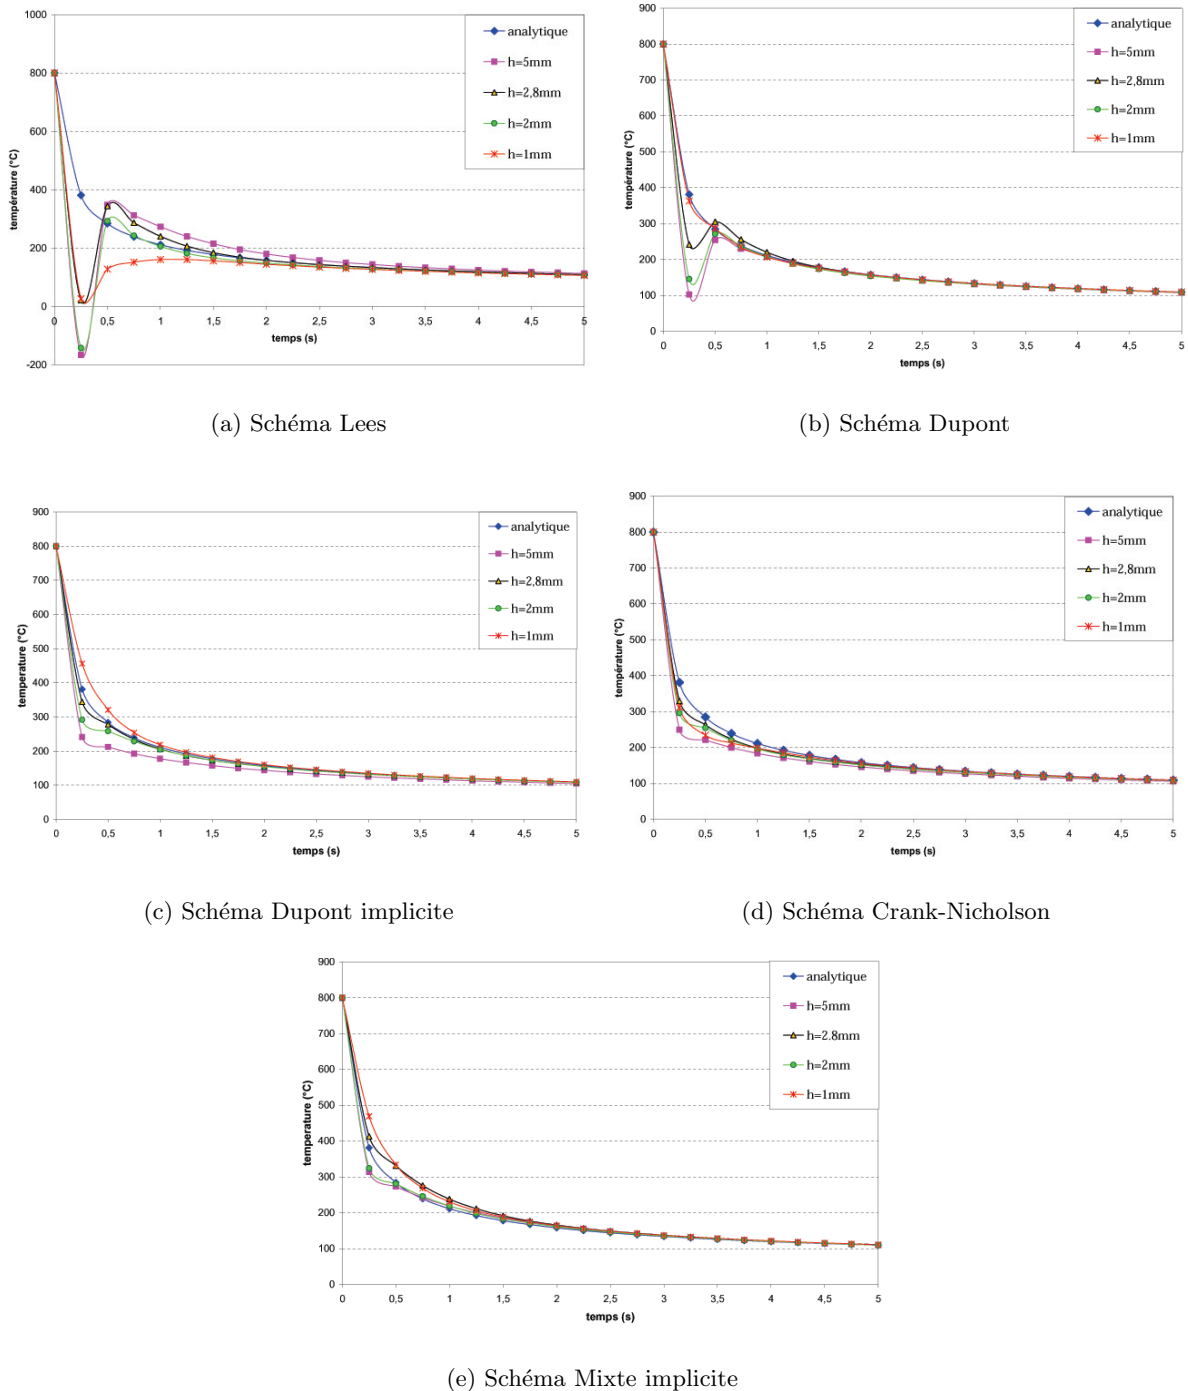 1000
800
600
400
200
0
-200
température (°C)
0
0,5
1
1,5
2
2,5
3
3,5
4
4,5
5
temps (s)
analytique
h=5mm
h=2,8mm
h=2mm
h=1mm
(a) Schéma Lees
900
800
700
600
500
400
300
200
100
0
température (°C)
0
0,5
1
1,5
2
2,5
3
3,5
4
4,5
5
temps (s)
analytique
h=5mm
h=2,8mm
h=2mm
h=1mm
(b) Schéma Dupont
900
800
700
600
500
400
300
200
100
0
temperature (°C)
0
0,5
1
1,5
2
2,5
3
3,5
4
4,5
5
temps (s)
analytique
h=5mm
h=2,8mm
h=2mm
h=1mm
(c) Schéma Dupont implicite
900
800
700
600
500
400
300
200
100
0
température (°C)
0
0,5
1
1,5
2
2,5
3
3,5
4
4,5
5
temps (s)
analytique
h=5mm
h=2,8mm
h=2mm
h=1mm
(d) Schéma Crank-Nicholson
900
800
700
600
500
400
300
200
100
0
temperature (°C)
0
0,5
1
1,5
2
2,5
3
3,5
4
4,5
5
temps (s)
analytique
h=5mm
h=2.8mm
h=2mm
h=1mm
(e) Schéma Mixte implicite